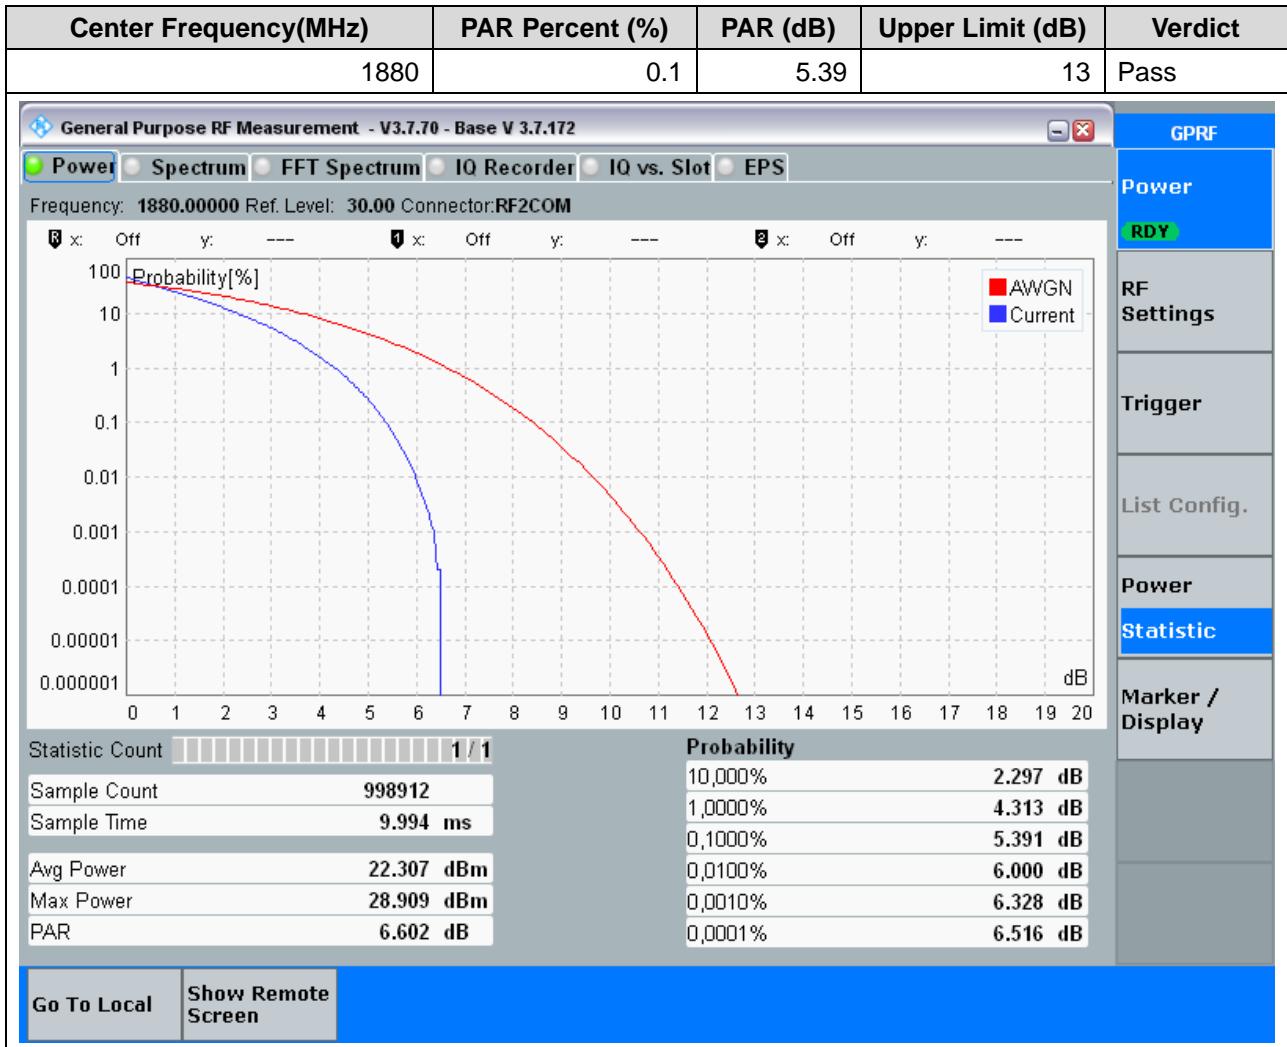 Center Frequency(MHz) PAR Percent (%) PAR (dB) Upper Limit (dB) Verdict
1880 0.1 5.39 13 Pass
General Purpose RF Measurement - V3.7.70 - Base V 3.7.172
GPRF
Power Spectrum FFT Spectrum IQ Recorder IQ vs. Slot EPS
Power
RDY
Frequency: 1880.00000 Ref. Level: 30.00 Connector:RF2COM
R x: Off y: --- 1 x: Off y: --- 2 x: Off y: ---
Probability[%]
AWGN
Current
100
10
1
0.1
0.01
0.001
0.0001
0.00001
0.000001
dB
0 1 2 3 4 5 6 7 8 9 10 11 12 13 14 15 16 17 18 19 20
RF
Settings
Trigger
List Config.
Power
Statistic
Marker /
Display
Statistic Count 1 / 1
Sample Count 998912
Sample Time 9.994 ms
Avg Power 22.307 dBm
Max Power 28.909 dBm
PAR 6.602 dB
Probability
10,000% 2.297 dB
1,0000% 4.313 dB
0,1000% 5.391 dB
0,0100% 6.000 dB
0,0010% 6.328 dB
0,0001% 6.516 dB
Go To Local
Show Remote
Screen